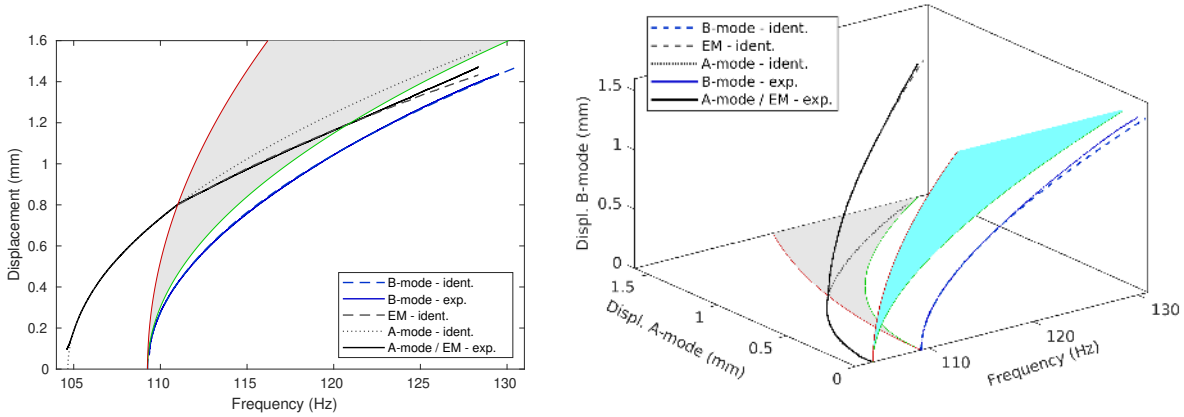 1.6
1.4
1.2
1
0.8
0.6
0.4
0.2
0
Displacement (mm)
105
110
115
120
125
130
Frequency (Hz)
B-mode - ident.
B-mode - exp.
EM - ident.
A-mode - ident.
A-mode / EM - exp.
B-mode - ident.
EM - ident.
A-mode - ident.
B-mode - exp.
A-mode / EM - exp.
1.5
1
0.5
0
Displ. B-mode (mm)
1.5
1
0.5
0
Displ. A-mode (mm)
110
120
130
Frequency (Hz)